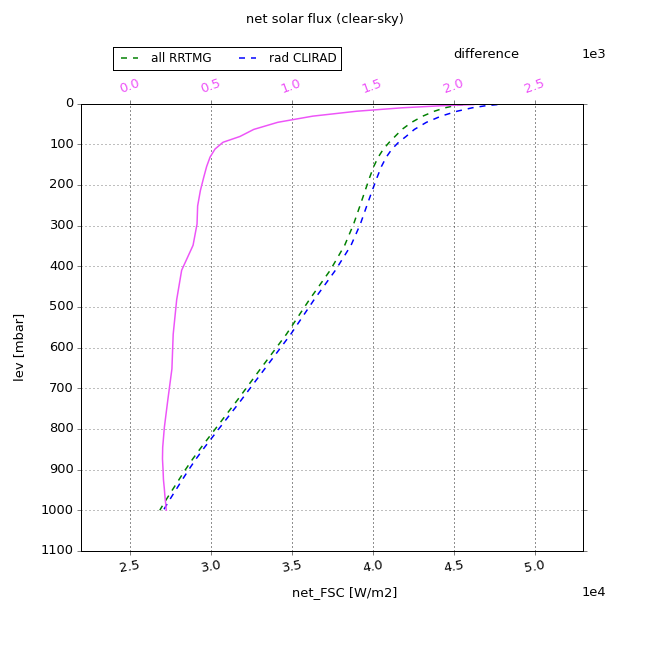 net solar flux (clear-sky)
difference 1e3
all RRTMG rad CLIRAD
0.0 0.5 1.0 1.5 2.0 2.5
0
100
200
300
400
500
600
700
800
900
1000
1100
lev [mbar]
2.5 3.0 3.5 4.0 4.5 5.0
net_FSC [W/m2] 1e4